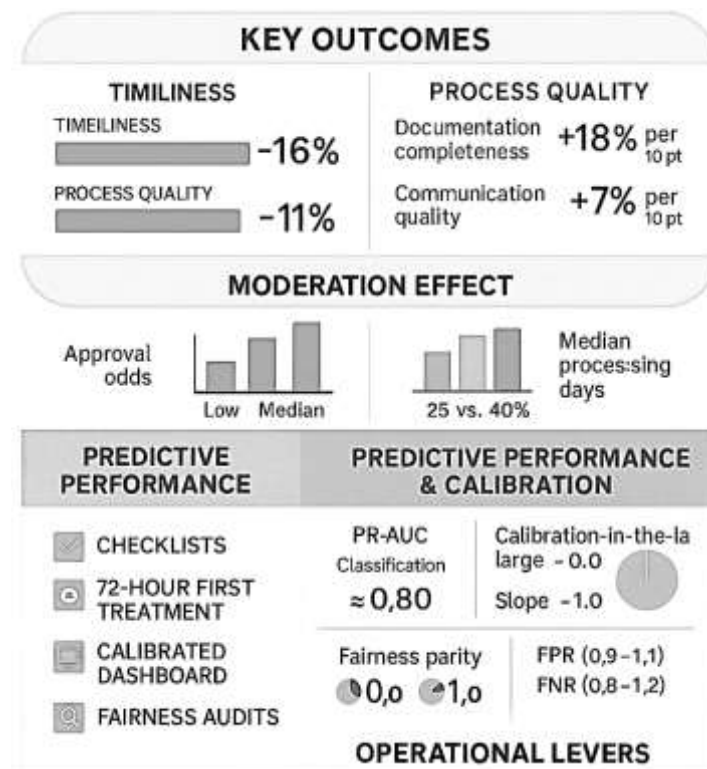 KEY OUTCOMES
TIMILINESS
TIMEILINESS
-16%
PROCESS QUALITY
-11%
PROCESS QUALITY
Documentation
completeness
+18% per
10 pt
Communication
quality
+7% per
10 pt
MODERATION EFFECT
Approval
odds
Low Median
25 vs. 40%
Median
proces:sing
days
PREDICTIVE
PERFORMANCE
CHECKLISTS
72-HOUR FIRST
TREATMENT
CALIBRATED
DASHBOARD
FAIRNESS AUDITS
PREDICTIVE PERFORMANCE
& CALIBRATION
PR-AUC
Classification
≈ 0,80
Calibration-in-the-la
large - 0.0
Slope -1.0
Fairness parity
0,0 1,0
FPR (0,9–1,1)
FNR (0,8–1,2)
OPERATIONAL LEVERS